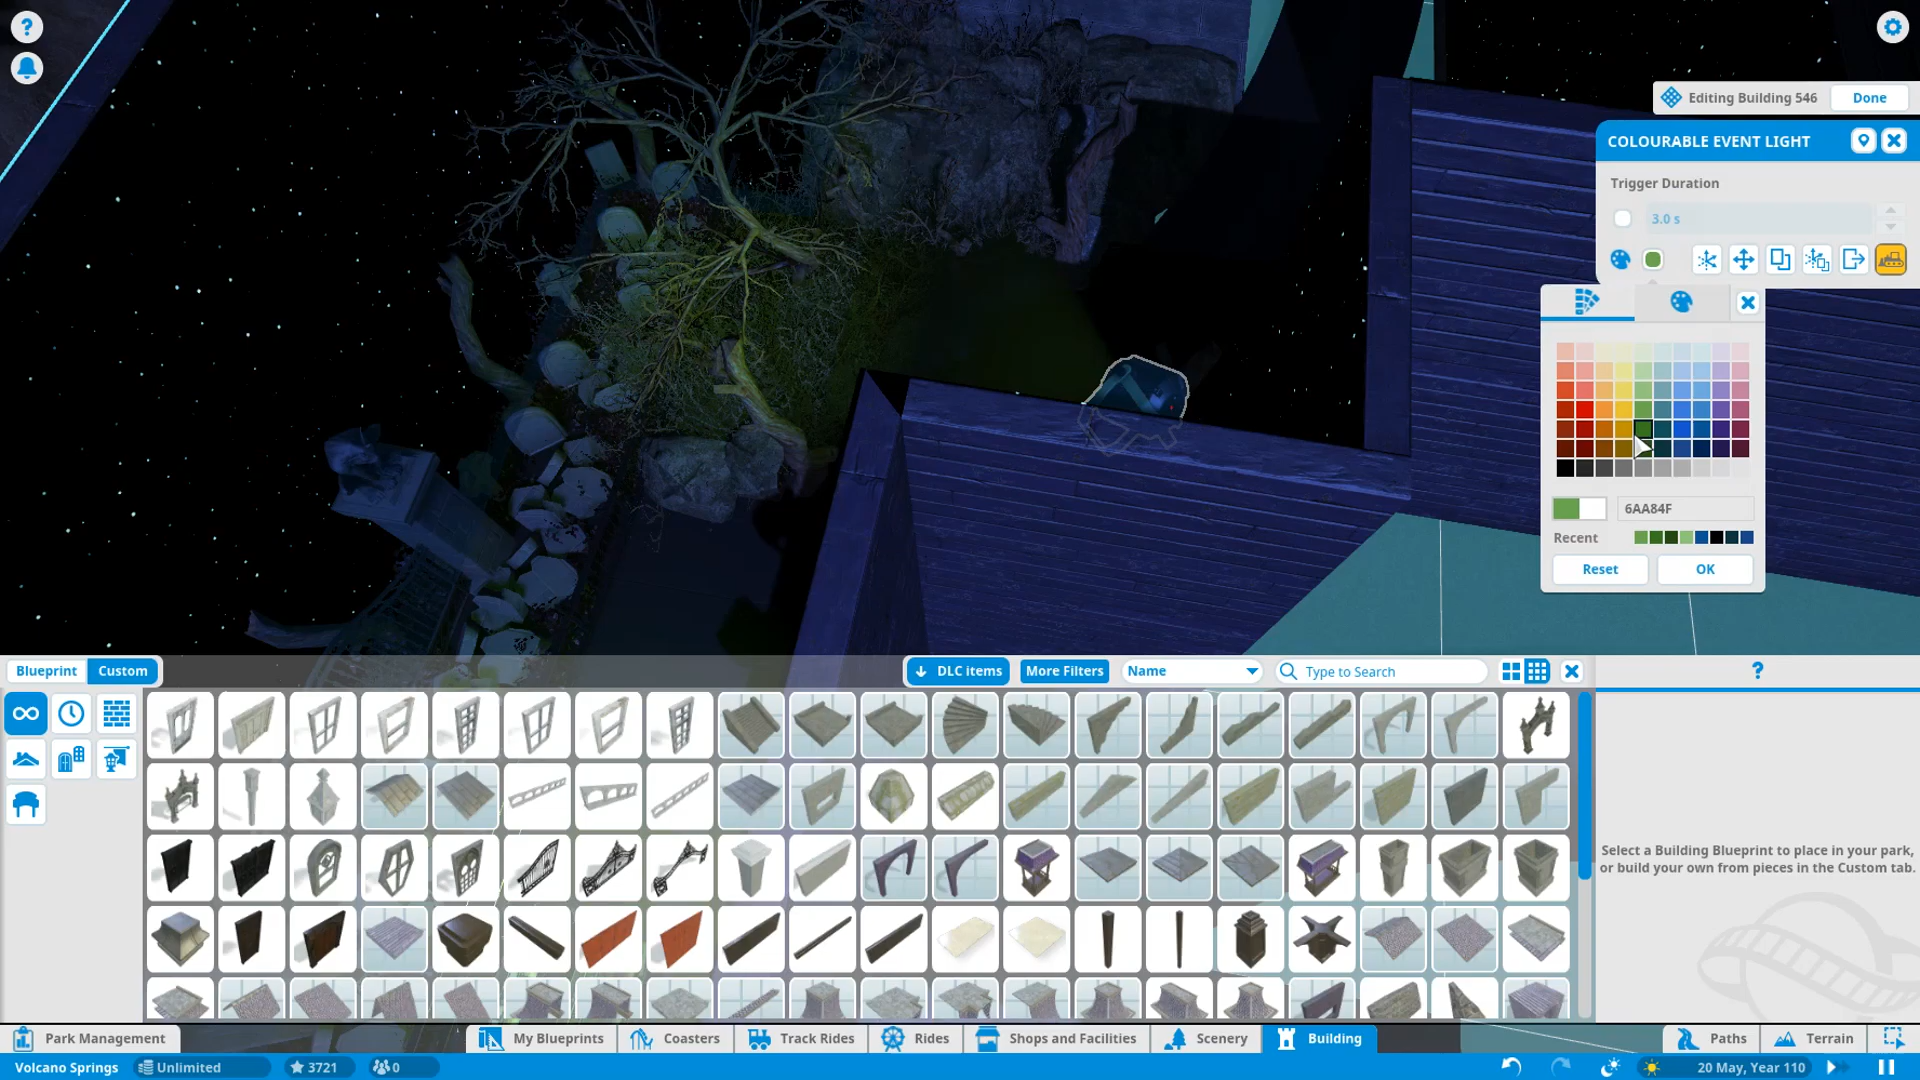 ?
Editing Building 546
Done
COLOURABLE EVENT LIGHT
Trigger Duration
3.0 s
6AA84F
Recent
Reset
OK
Blueprint
Custom
DLC items
More Filters
Name
Type to Search
?
Select a Building Blueprint to place in your park,
or build your own from pieces in the Custom tab.
Park Management
My Blueprints
Coasters
Track Rides
Rides
Shops and Facilities
Scenery
Building
Paths
Terrain
Volcano Springs
Unlimited
3721
0
20 May, Year 110